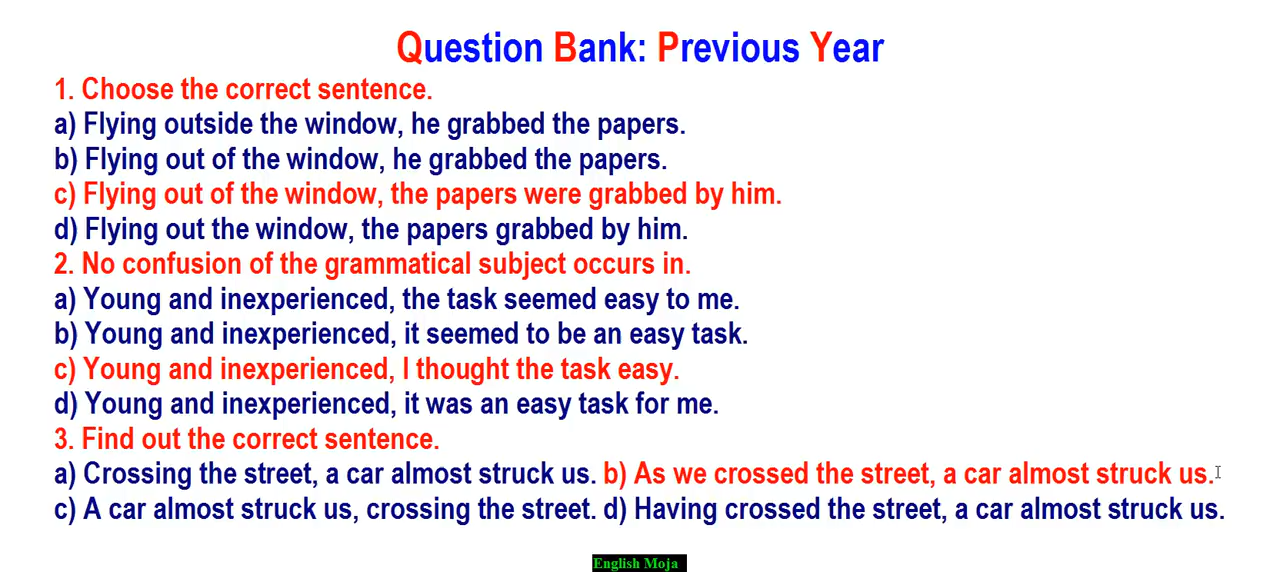 Question Bank: Previous Year
1. Choose the correct sentence.
a) Flying outside the window, he grabbed the papers.
b) Flying out of the window, he grabbed the papers.
c) Flying out of the window, the papers were grabbed by him.
d) Flying out the window, the papers grabbed by him.
2. No confusion of the grammatical subject occurs in.
a) Young and inexperienced, the task seemed easy to me.
b) Young and inexperienced, it seemed to be an easy task.
c) Young and inexperienced, I thought the task easy.
d) Young and inexperienced, it was an easy task for me.
3. Find out the correct sentence.
a) Crossing the street, a car almost struck us. b) As we crossed the street, a car almost struck us.
c) A car almost struck us, crossing the street. d) Having crossed the street, a car almost struck us.
English Moja